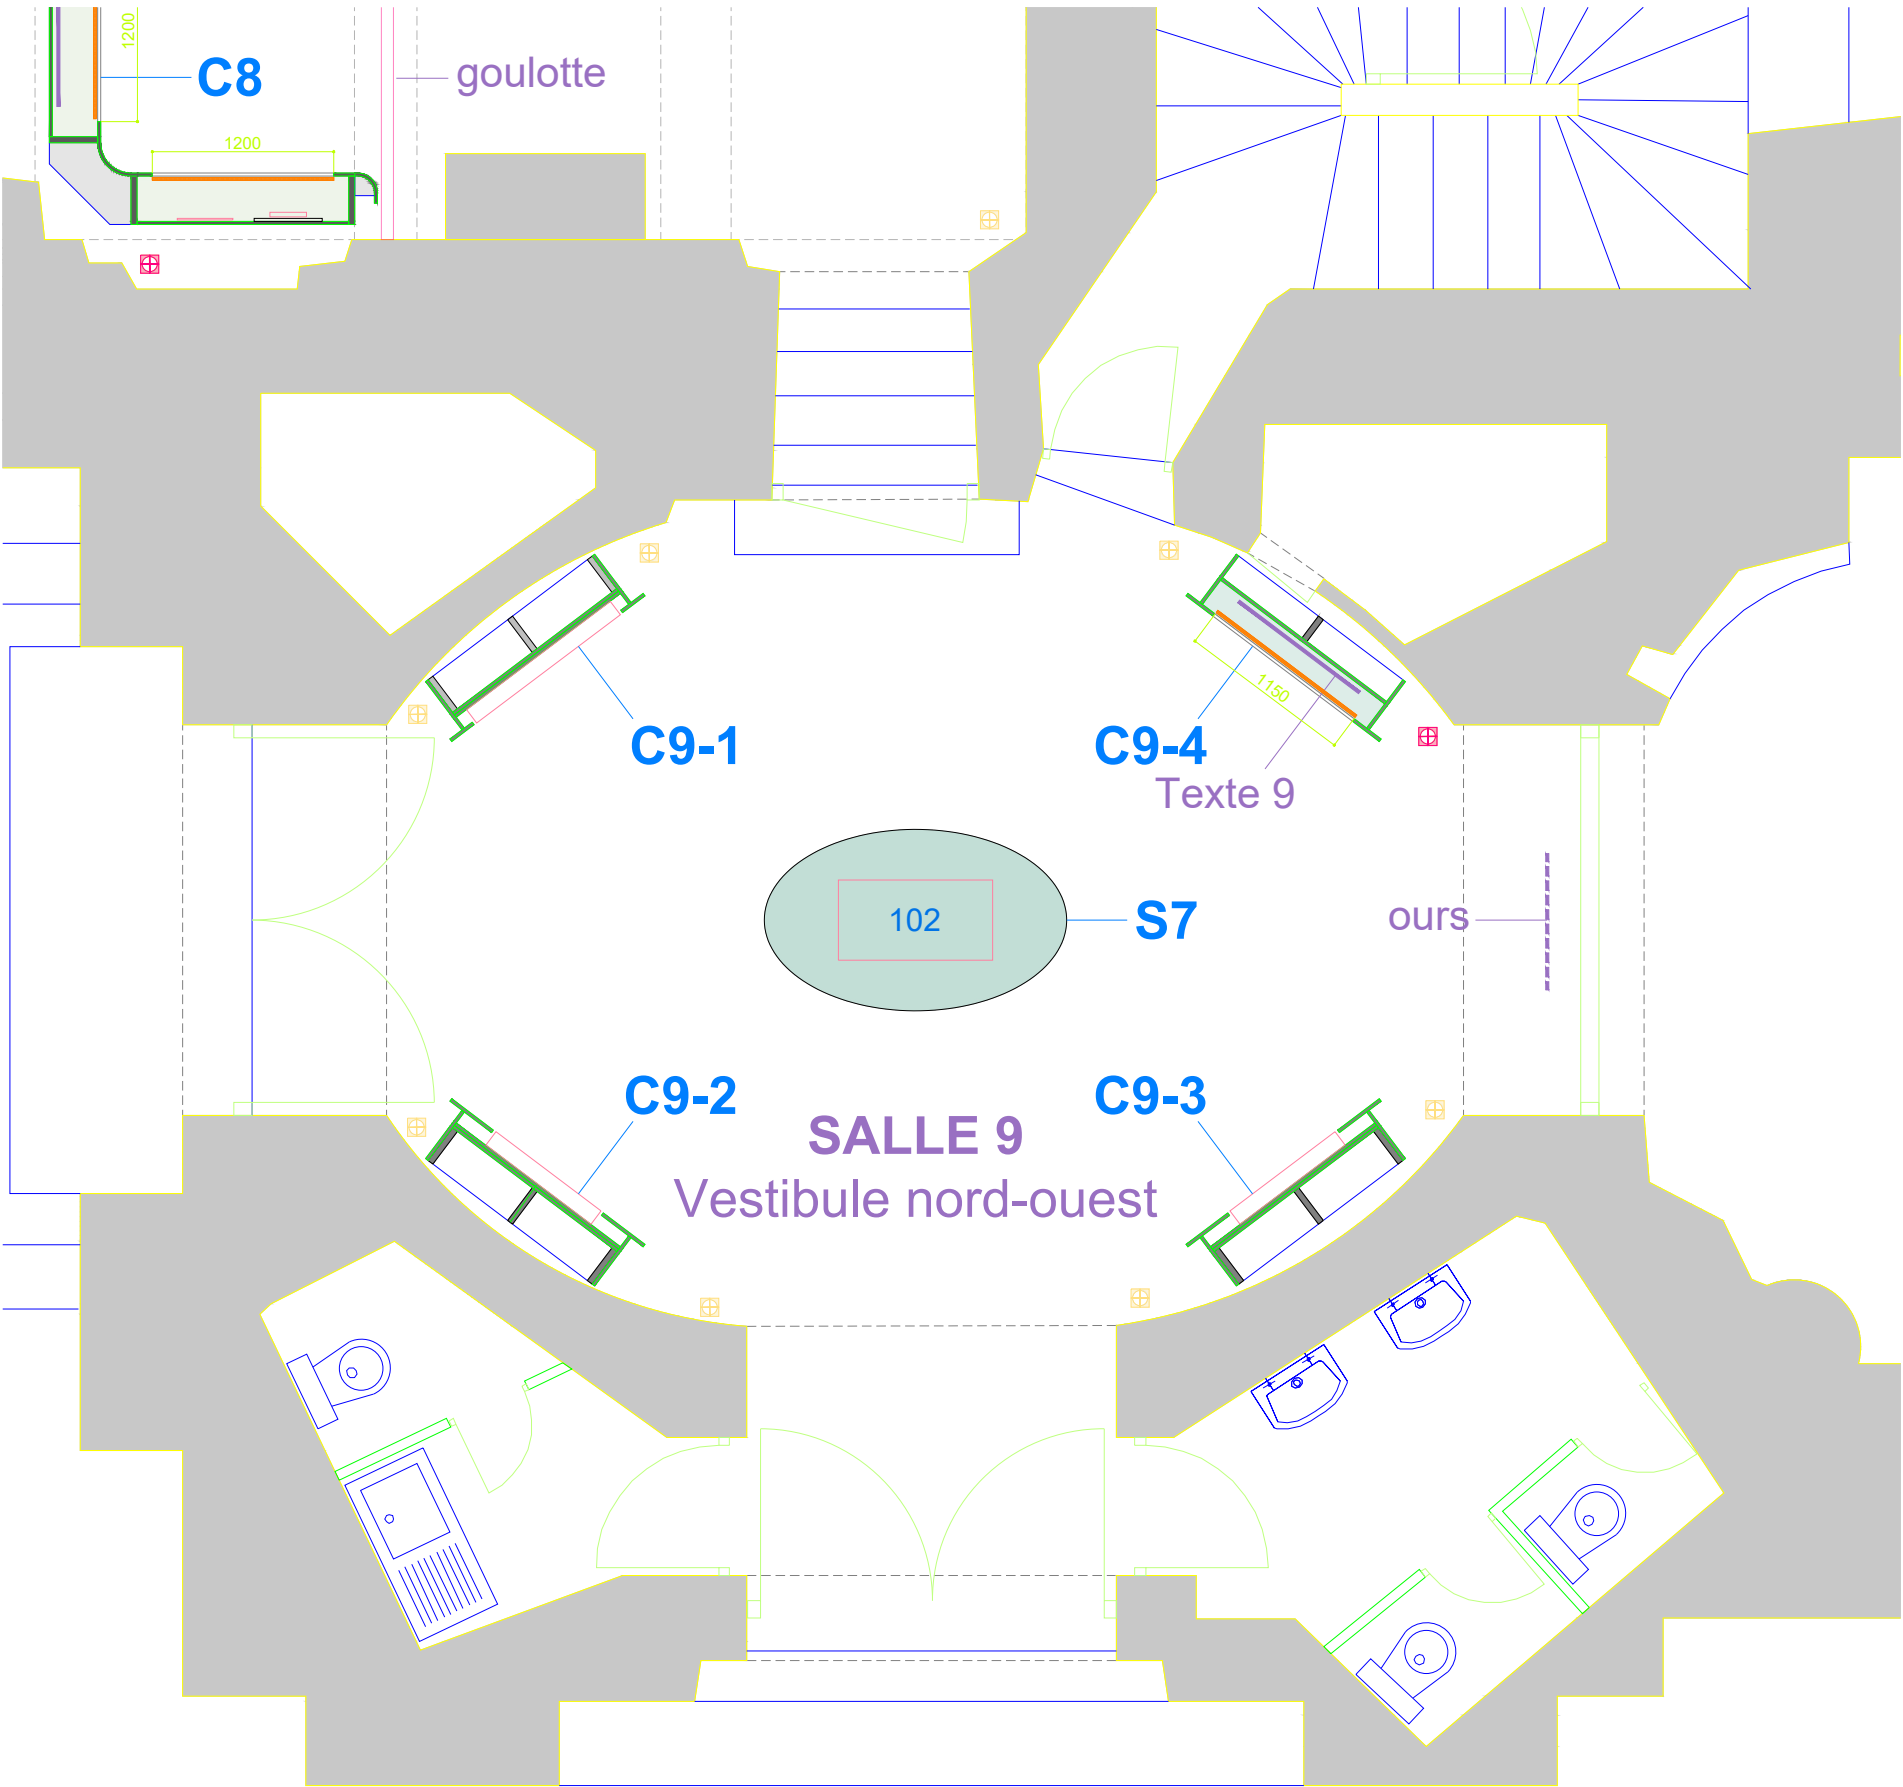 1200
C8
goulotte
1200
C9-1
C9-4
1150
Texte 9
102
S7
ours
C9-2
C9-3
SALLE 9
Vestibule nord-ouest